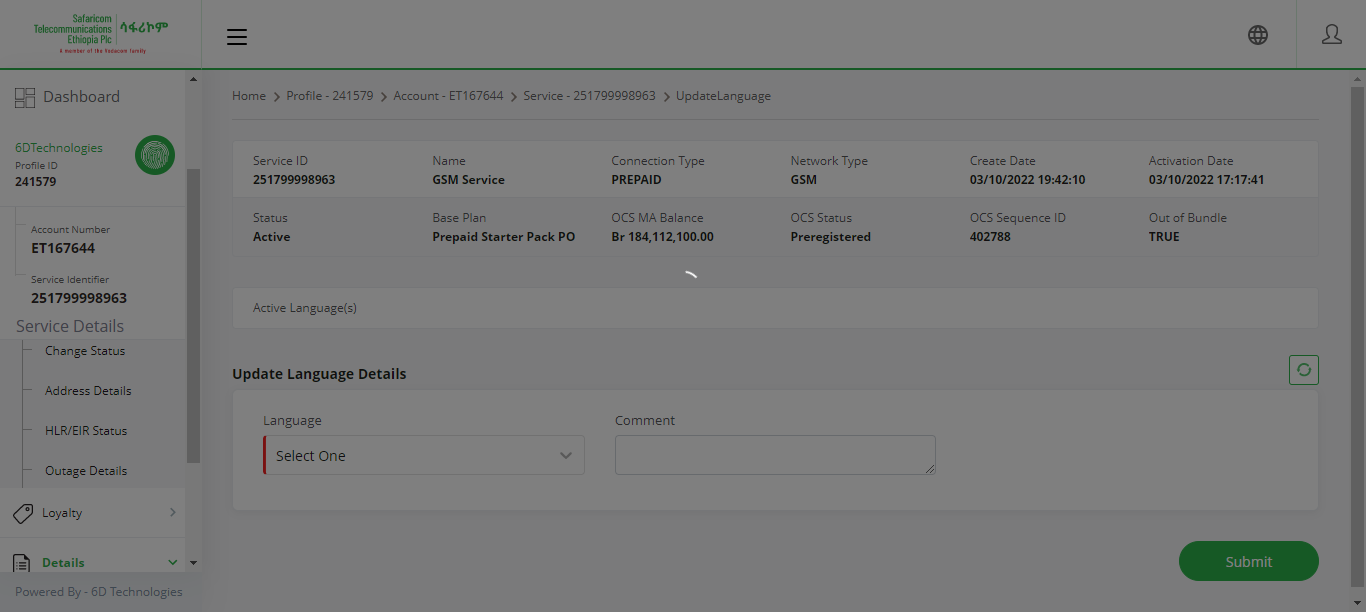 Safaricom
Telecommunications
Ethiopia Plc
ሳፋሪኮም
A member of the Vodacom family
Dashboard
6DTechnologies
Profile ID
241579
Account Number
ET167644
Service Identifier
251799998963
Service Details
Change Status
Address Details
HLR/EIR Status
Outage Details
Loyalty
Details
Powered By - 6D Technologies
Home > Profile - 241579 > Account - ET167644 > Service - 251799998963 > UpdateLanguage
Service ID Name Connection Type Network Type Create Date Activation Date
251799998963 GSM Service PREPAID GSM 03/10/2022 19:42:10 03/10/2022 17:17:41
Status Base Plan OCS MA Balance OCS Status OCS Sequence ID Out of Bundle
Active Prepaid Starter Pack PO Br 184,112,100.00 Preregistered 402788 TRUE
Active Language(s)
Update Language Details
Language Comment
Select One
Submit